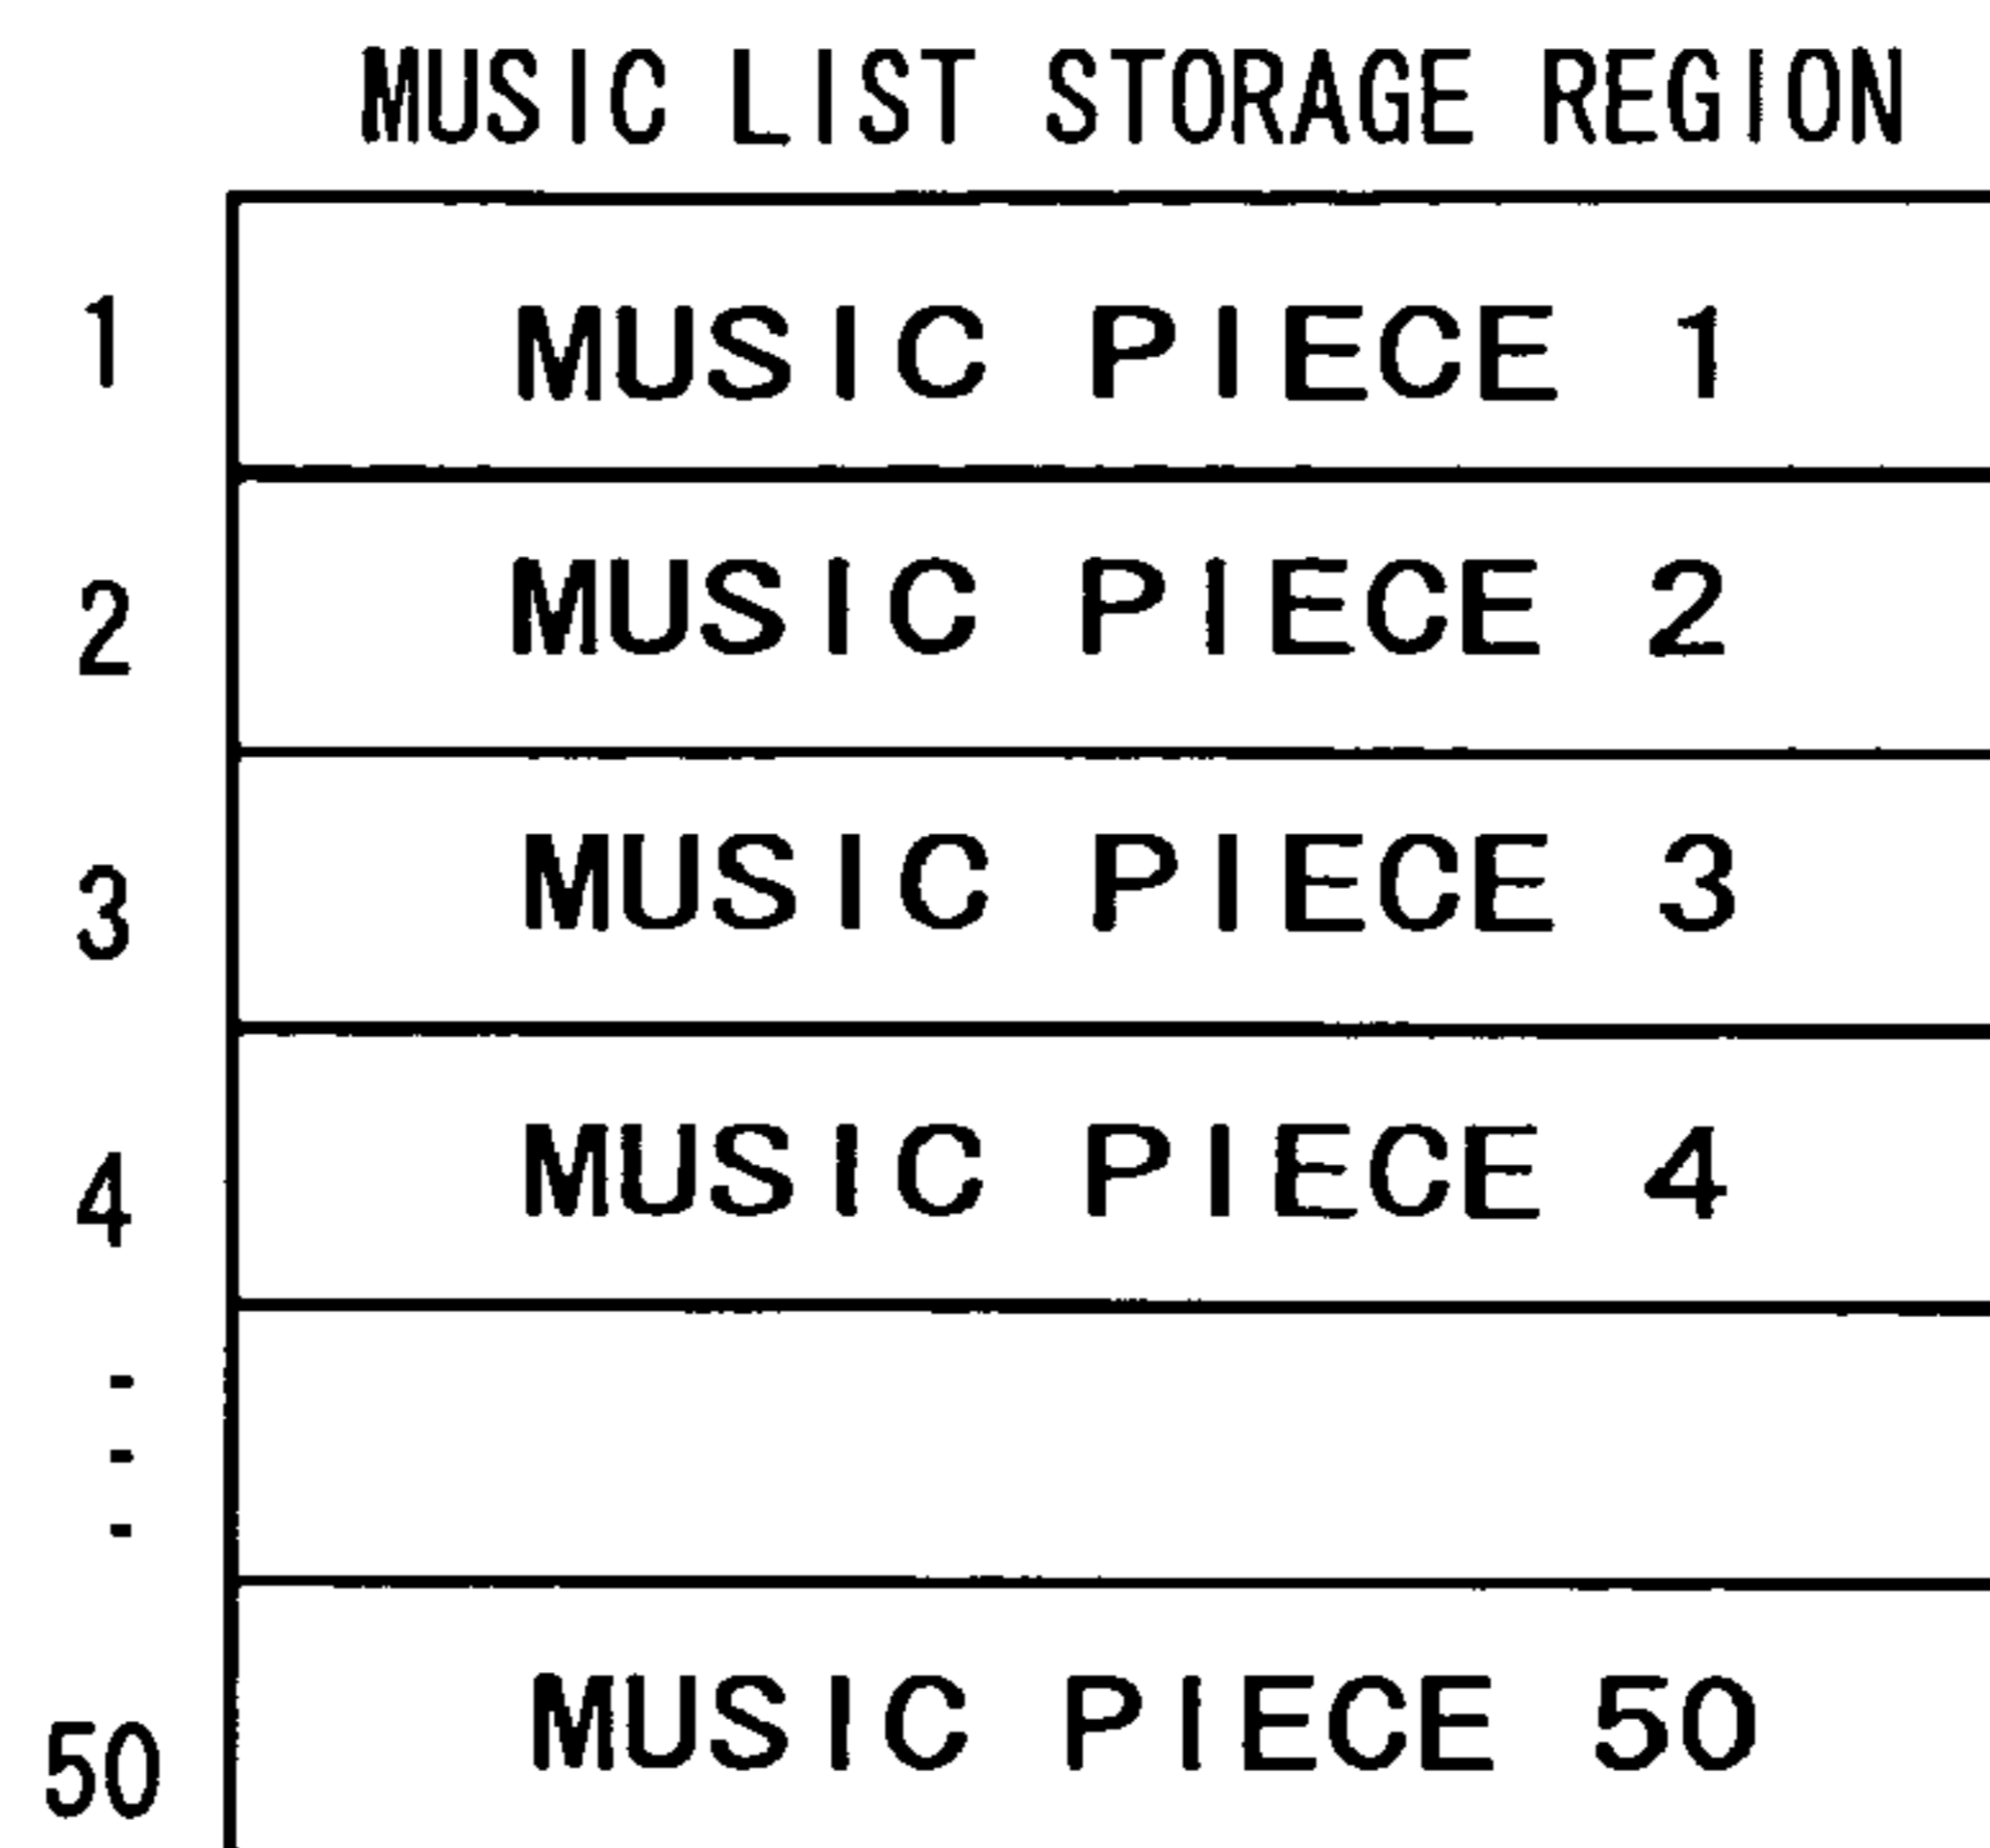 MUSIC LIST STORAGE REGION
1 MUSIC PIECE 1
2 MUSIC PIECE 2
3 MUSIC PIECE 3
4 MUSIC PIECE 4
-
-
-
50 MUSIC PIECE 50